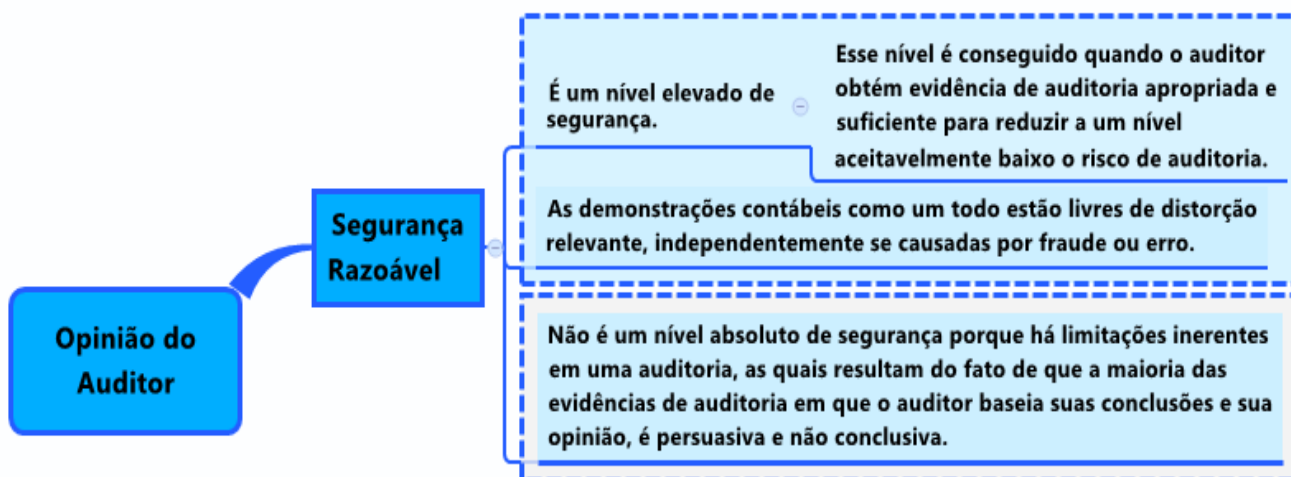 Opinião do
Auditor
Segurança
Razoável
É um nível elevado de
segurança.
Esse nível é conseguido quando o auditor
obtém evidência de auditoria apropriada e
suficiente para reduzir a um nível
aceitavelmente baixo o risco de auditoria.
As demonstrações contábeis como um todo estão livres de distorção
relevante, independentemente se causadas por fraude ou erro.
Não é um nível absoluto de segurança porque há limitações inerentes
em uma auditoria, as quais resultam do fato de que a maioria das
evidências de auditoria em que o auditor baseia suas conclusões e sua
opinião, é persuasiva e não conclusiva.